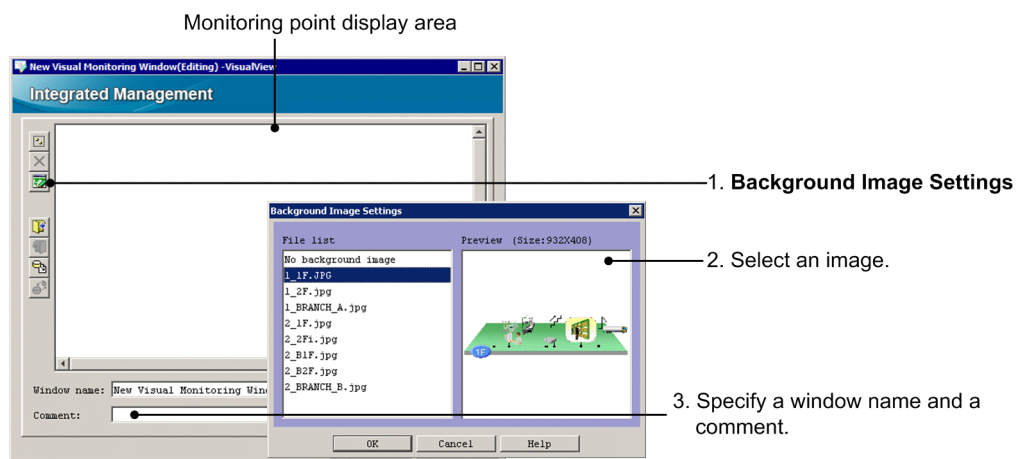 Monitoring point display area
New Visual Monitoring Window(Editing) -VisualView
Integrated Management
1. Background Image Settings
Background Image Settings
File list
Preview (Size:932X408)
No background image
1_1F.JPG
1_2F.jpg
1_BRANCH_A.jpg
2_1F.jpg
2_2Fi.jpg
2_B1F.jpg
2_B2F.jpg
2_BRANCH_B.jpg
1F
2. Select an image.
Window name: New Visual Monitoring Wind
Comment:
3. Specify a window name and a
comment.
OK Cancel Help